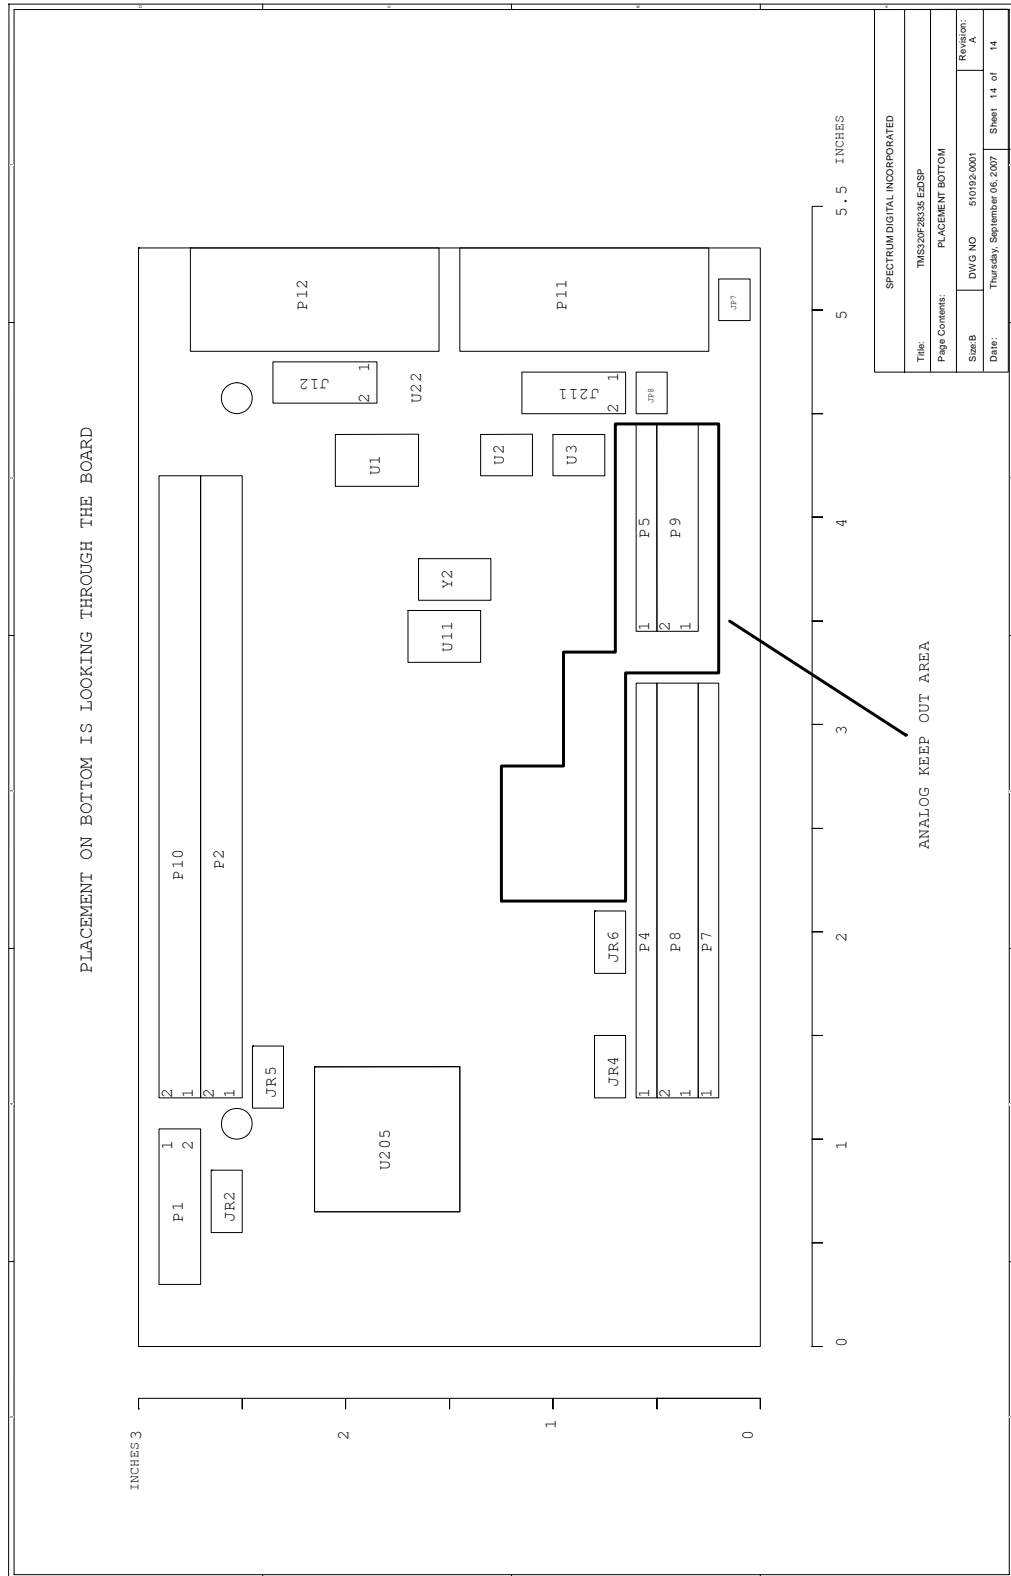 PLACEMENT ON BOTTOM IS LOOKING THROUGH THE BOARD
P1
1
2
JR2
P10
2
1
P2
2
1
JR5
U205
J12
2 1
U22
U1
P12
P11
JP7
J211
2 1
JP8
U2
U3
Y2
U11
P5
1
P9
2
1
JR4
JR6
P4
1
P8
2
1
P7
1
INCHES 3
2
1
0
0 1 2 3 4 5 5.5 INCHES
ANALOG KEEP OUT AREA
SPECTRUM DIGITAL INCORPORATED
Title: TMS320F28335 EzDSP
Page Contents: PLACEMENT BOTTOM
Size:B DWG NO 510192-0001 Revision: A
Date: Thursday, September 06, 2007 Sheet 14 of 14